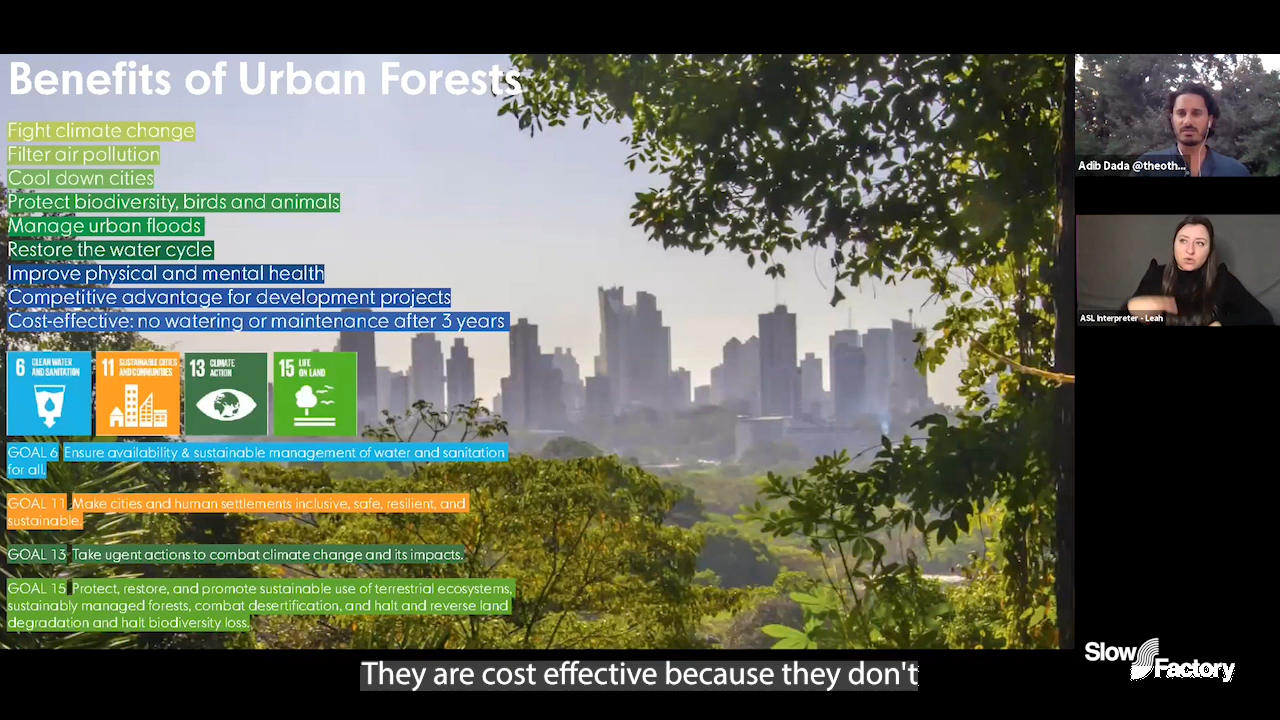 Benefits of Urban Forests
Fight climate change
Filter air pollution
Cool down cities
Protect biodiversity, birds and animals
Manage urban floods
Restore the water cycle
Improve physical and mental health
Competitive advantage for development projects
Cost-effective: no watering or maintenance after 3 years
6 CLEAN WATER
AND SANITATION
11 SUSTAINABLE CITIES
AND COMMUNITIES
13 CLIMATE
ACTION
15 LIFE
ON LAND
GOAL 6 Ensure availability & sustainable management of water and sanitation
for all.
GOAL 11 Make cities and human settlements inclusive, safe, resilient, and
sustainable.
GOAL 13 Take ugent actions to combat climate change and its impacts.
GOAL 15 Protect, restore, and promote sustainable use of terrestrial ecosystems,
sustainably managed forests, combat desertification, and halt and reverse land
degradation and halt biodiversity loss.
Adib Dada @theoth...
ASL Interpreter - Leah
Slow
Factory
They are cost effective because they don't